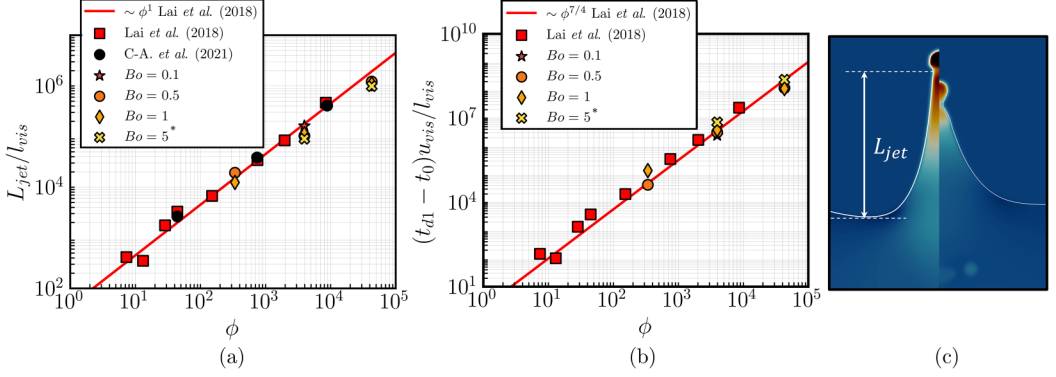 ∼ ϕ¹ Lai et al. (2018)
Lai et al. (2018)
C-A. et al. (2021)
Bo = 0.1
Bo = 0.5
Bo = 1
Bo = 5*
L_jet/l_vis
10⁶
10⁴
10²
10⁰ 10¹ 10² 10³ 10⁴ 10⁵
ϕ
(a)
∼ ϕ^{7/4} Lai et al. (2018)
Lai et al. (2018)
Bo = 0.1
Bo = 0.5
Bo = 1
Bo = 5*
(t_{d1} − t₀)u_vis/l_vis
10¹⁰
10⁷
10⁴
10¹
10⁰ 10¹ 10² 10³ 10⁴ 10⁵
ϕ
(b)
L_jet
(c)